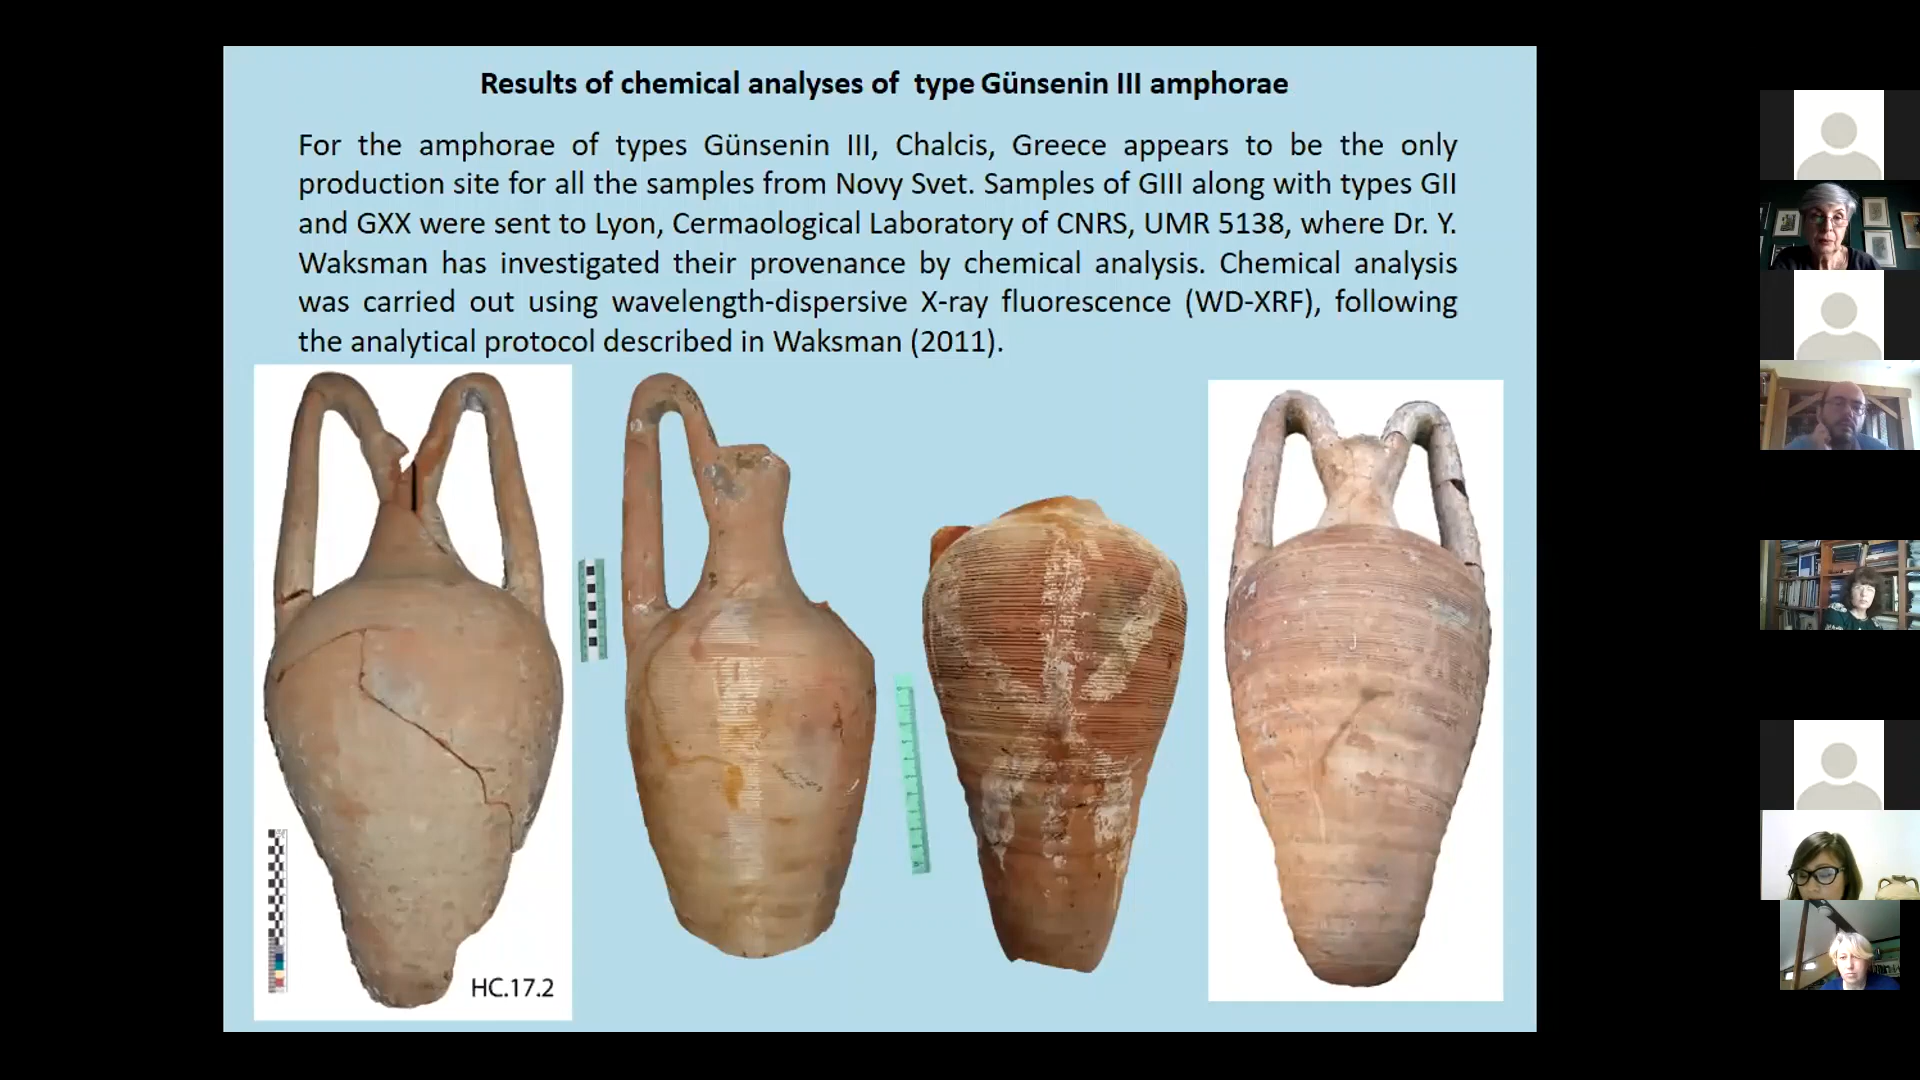 Results of chemical analyses of type Günsenin III amphorae
For the amphorae of types Günsenin III, Chalcis, Greece appears to be the only
production site for all the samples from Novy Svet. Samples of GIII along with types GII
and GXX were sent to Lyon, Cermaological Laboratory of CNRS, UMR 5138, where Dr. Y.
Waksman has investigated their provenance by chemical analysis. Chemical analysis
was carried out using wavelength-dispersive X-ray fluorescence (WD-XRF), following
the analytical protocol described in Waksman (2011).
HC.17.2